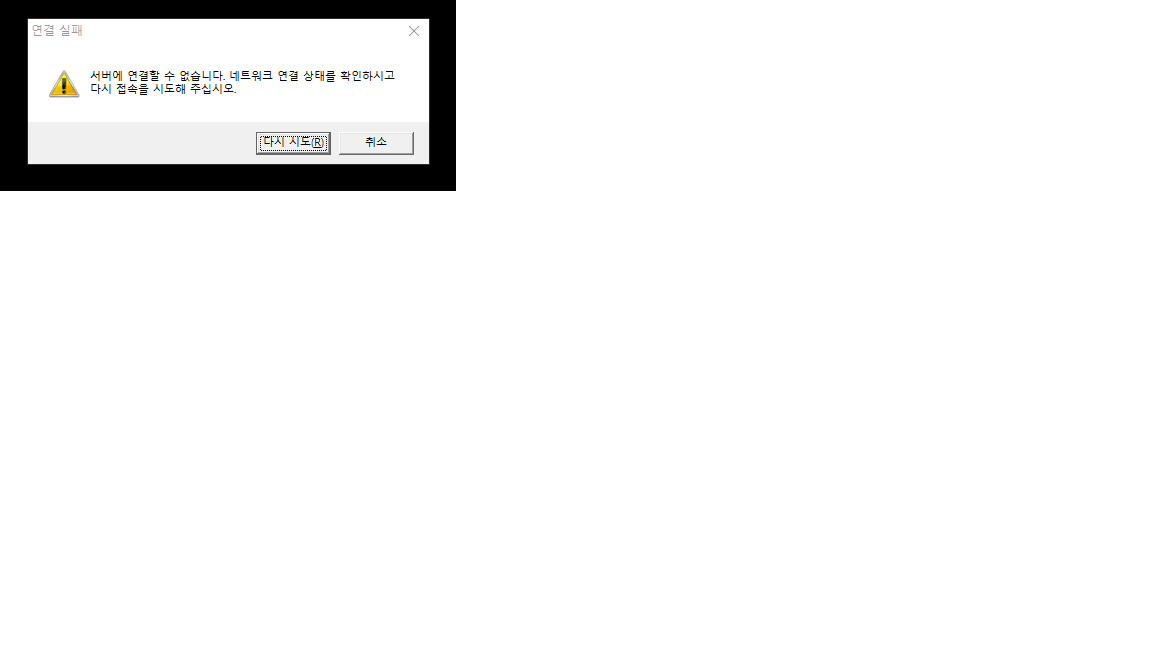 연결 실패
서버에 연결할 수 없습니다. 네트워크 연결 상태를 확인하시고
다시 접속을 시도해 주십시오.
다시 시도(R)
취소